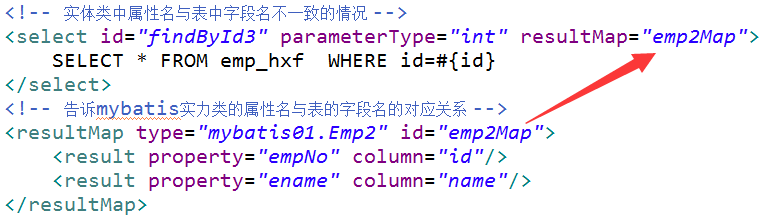 <!-- 实体类中属性名与表中字段名不一致的情况 -->
<select id="findById3" parameterType="int" resultMap="emp2Map">
    SELECT * FROM emp_hxf  WHERE id=#{id}
</select>
<!-- 告诉mybatis实力类的属性名与表的字段名的对应关系 -->
<resultMap type="mybatis01.Emp2" id="emp2Map">
    <result property="empNo" column="id"/>
    <result property="ename" column="name"/>
</resultMap>